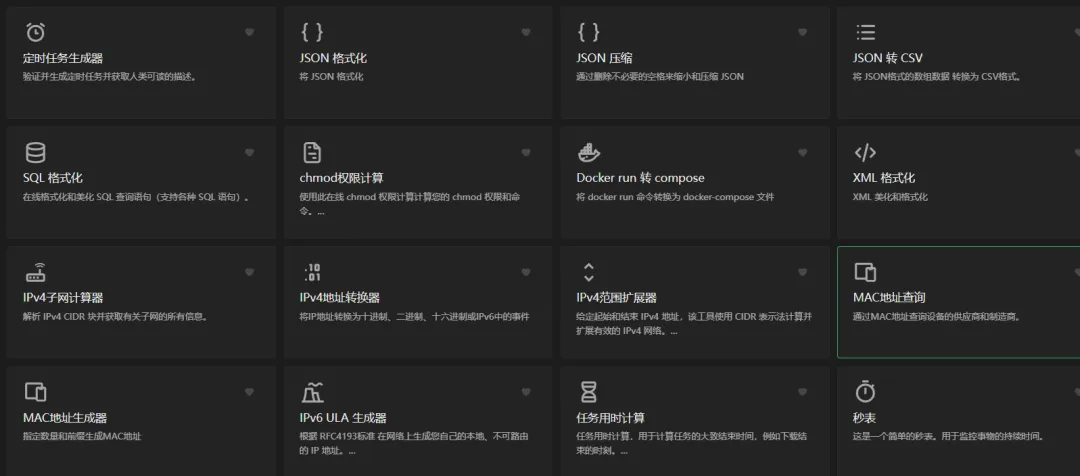 定时任务生成器
验证并生成定时任务并获取人类可读的描述。
JSON 格式化
将 JSON 格式化
JSON 压缩
通过删除不必要的空格来缩小和压缩 JSON
JSON 转 CSV
将 JSON格式的数组数据 转换为 CSV格式。
SQL 格式化
在线格式化和美化 SQL 查询语句（支持各种 SQL 语句）。
chmod权限计算
使用此在线 chmod 权限计算计算您的 chmod 权限和命
令。...
Docker run 转 compose
将 docker run 命令转换为 docker-compose 文件
XML 格式化
XML 美化和格式化
IPv4子网计算器
解析 IPv4 CIDR 块并获取有关子网的所有信息。
.10
:01
IPv4地址转换器
将IP地址转换为十进制、二进制、十六进制或IPv6中的事件
IPv4范围扩展器
给定起始和结束 IPv4 地址，该工具使用 CIDR 表示法计算并
扩展有效的 IPv4 网络。...
MAC地址查询
通过MAC地址查询设备的供应商和制造商。
MAC地址生成器
指定数量和前缀生成MAC地址
IPv6 ULA 生成器
根据 RFC4193标准 在网络上生成您自己的本地、不可路由
的 IP 地址。...
任务用时计算
任务用时计算，用于计算任务的大致结束时间，例如下载结
束的时刻。...
秒表
这是一个简单的秒表。用于监控事物的持续时间。